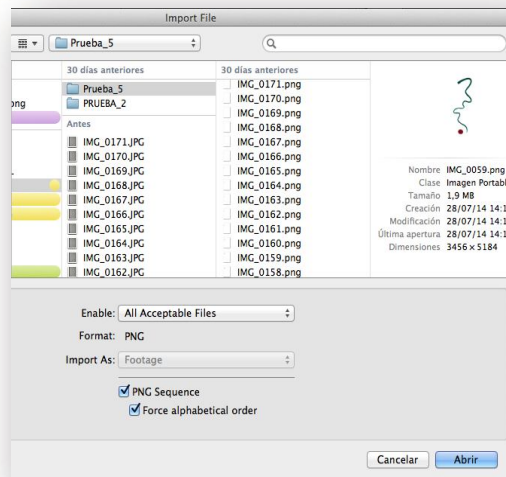 Import File
Prueba_5
30 días anteriores
Prueba_5
PRUEBA_2
Antes
IMG_0171.JPG
IMG_0170.JPG
IMG_0169.JPG
IMG_0168.JPG
IMG_0167.JPG
IMG_0166.JPG
IMG_0165.JPG
IMG_0164.JPG
IMG_0163.JPG
IMG_0162.JPG
30 días anteriores
IMG_0171.png
IMG_0170.png
IMG_0169.png
IMG_0168.png
IMG_0167.png
IMG_0166.png
IMG_0165.png
IMG_0164.png
IMG_0163.png
IMG_0162.png
IMG_0161.png
IMG_0160.png
IMG_0159.png
IMG_0158.png
Nombre IMG_0059.png
Clase Imagen Portabl
Tamaño 1,9 MB
Creación 28/07/14 14:1
Modificación 28/07/14 14:1
Última apertura 28/07/14 14:1
Dimensiones 3456 × 5184
Enable: All Acceptable Files
Format: PNG
Import As: Footage
PNG Sequence
Force alphabetical order
Cancelar Abrir